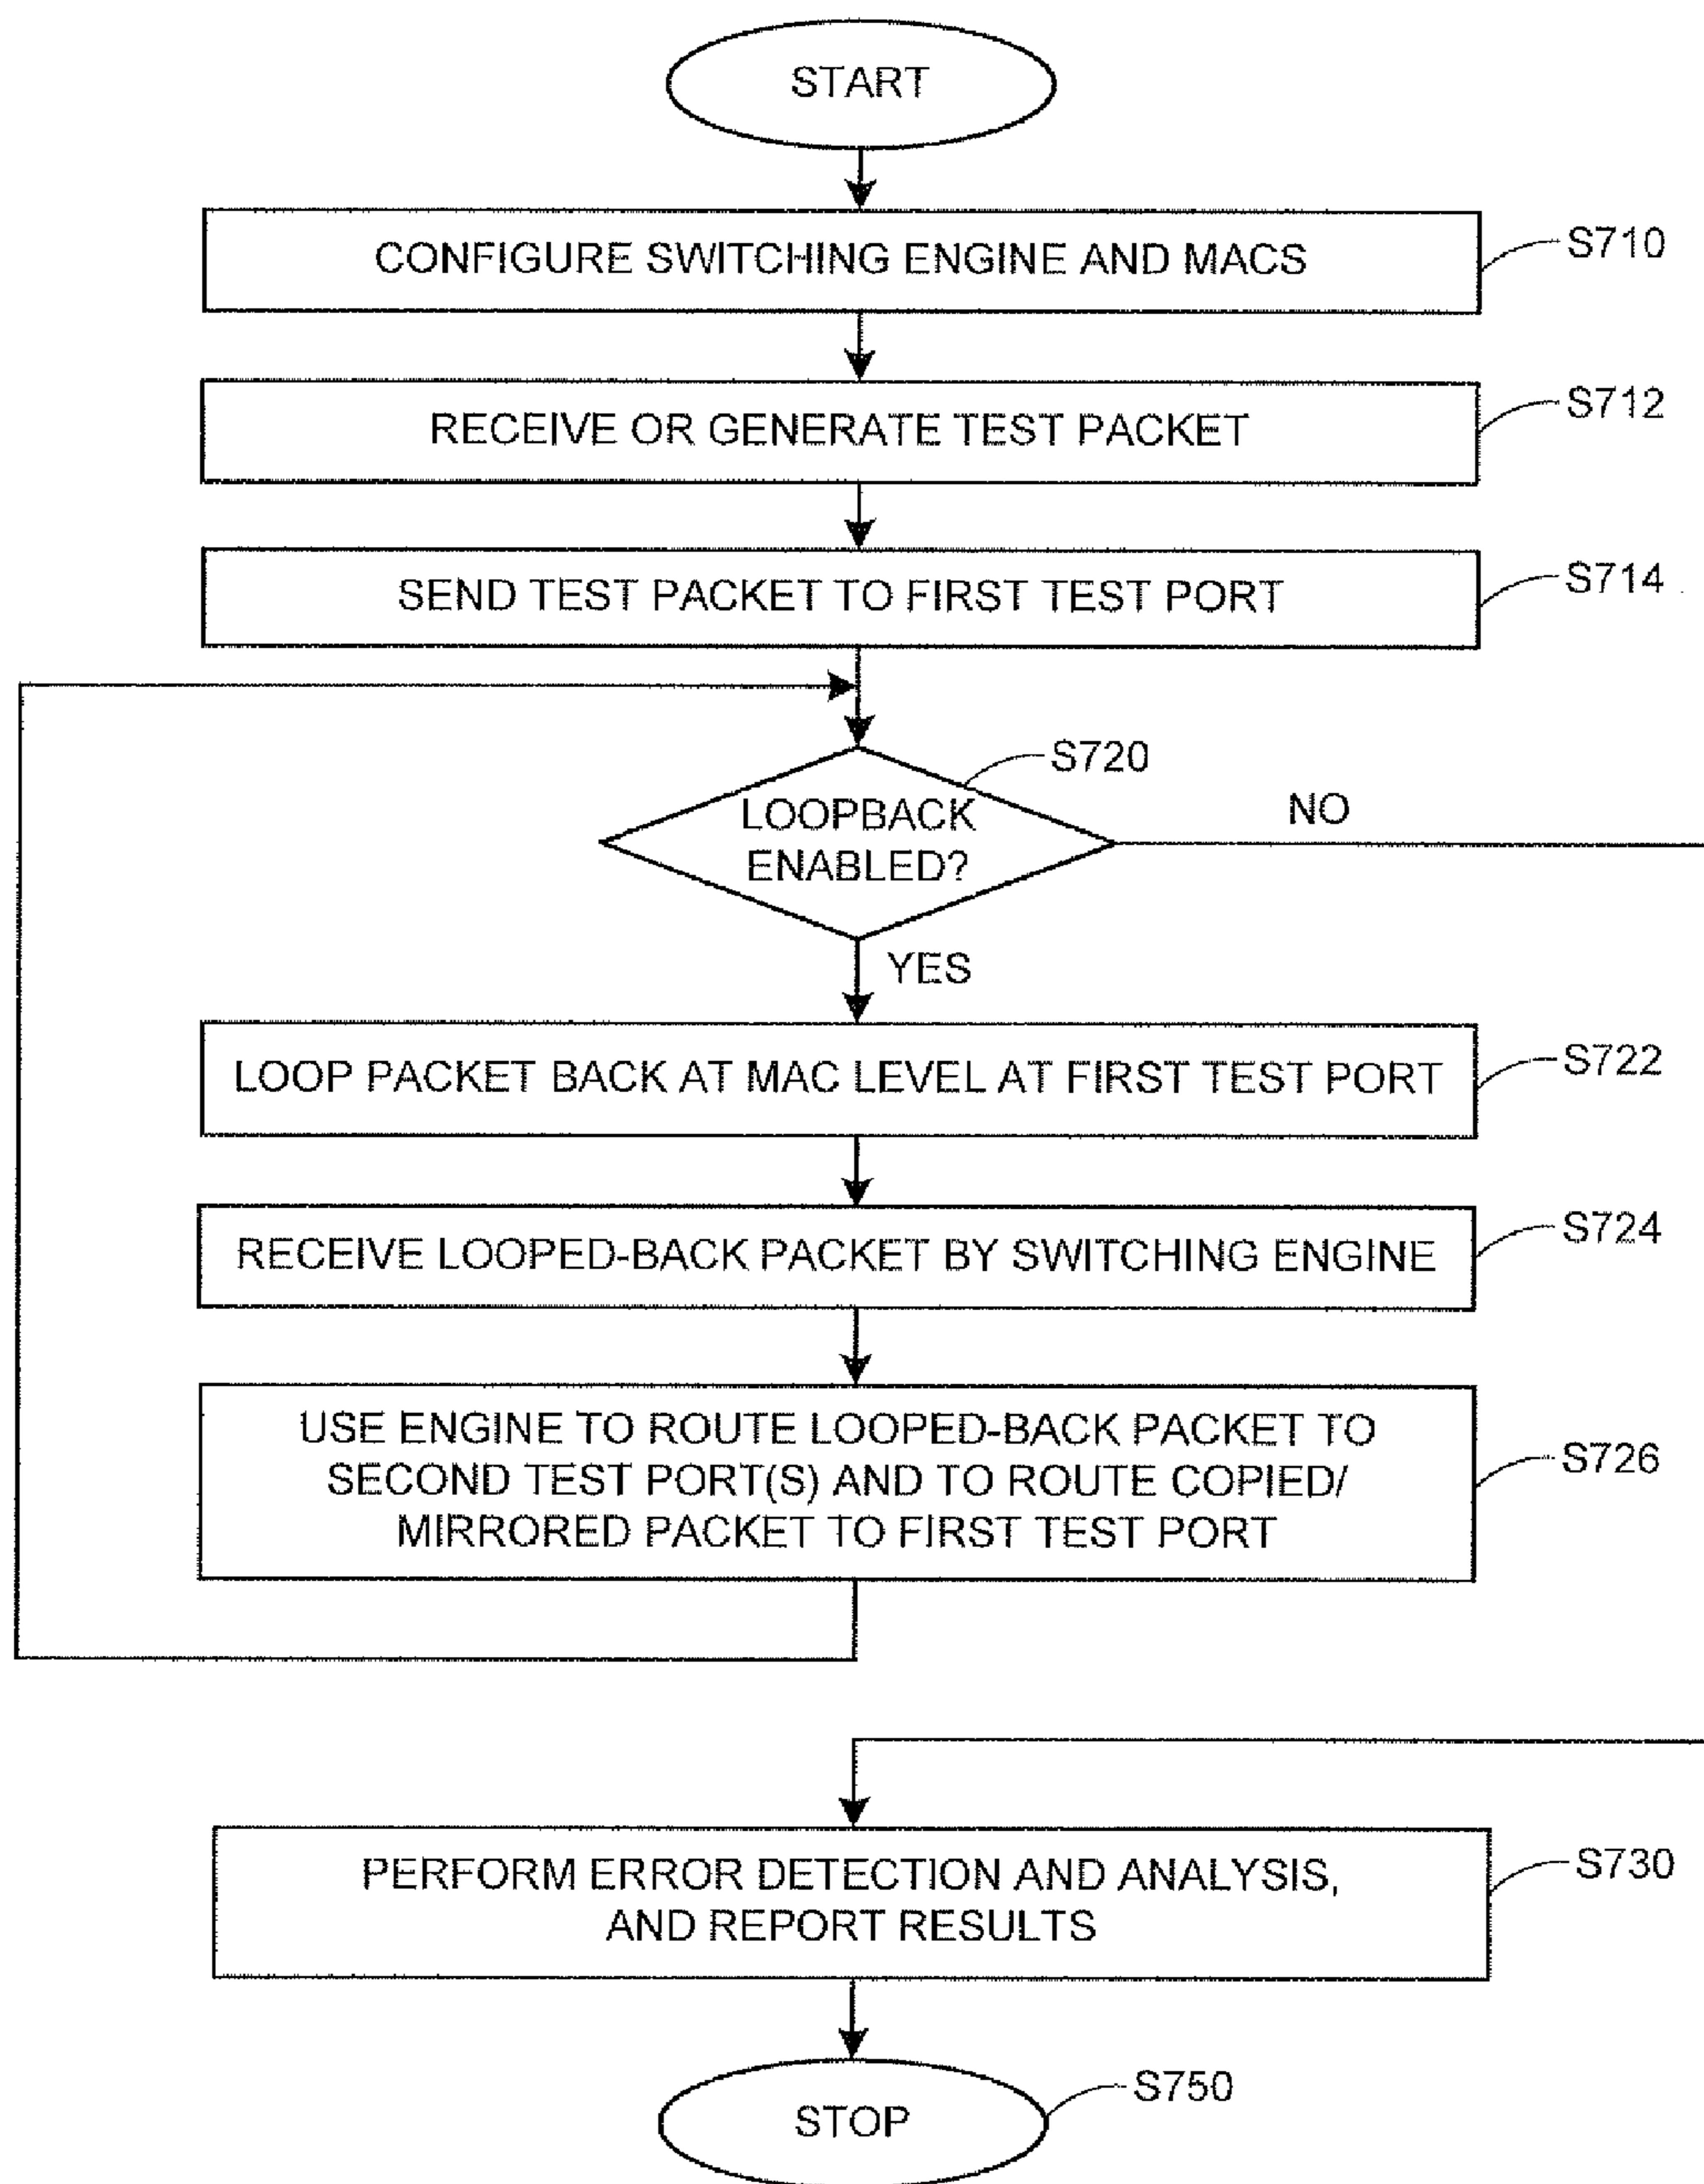 START
CONFIGURE SWITCHING ENGINE AND MACS
S710
RECEIVE OR GENERATE TEST PACKET
S712
SEND TEST PACKET TO FIRST TEST PORT
S714
S720
LOOPBACK
ENABLED?
NO
YES
LOOP PACKET BACK AT MAC LEVEL AT FIRST TEST PORT
S722
RECEIVE LOOPED-BACK PACKET BY SWITCHING ENGINE
S724
USE ENGINE TO ROUTE LOOPED-BACK PACKET TO
SECOND TEST PORT(S) AND TO ROUTE COPIED/
MIRRORED PACKET TO FIRST TEST PORT
S726
PERFORM ERROR DETECTION AND ANALYSIS,
AND REPORT RESULTS
S730
STOP
S750